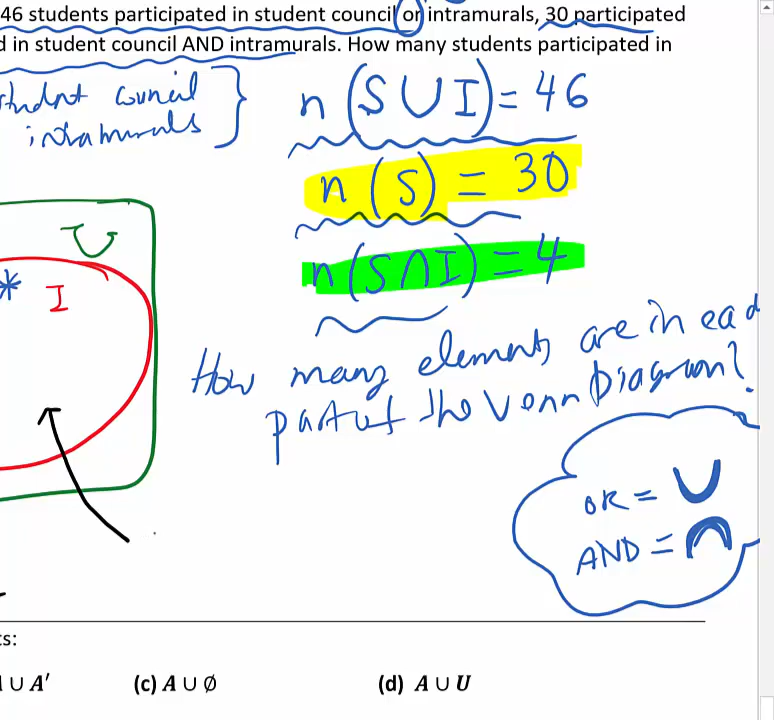 46 students participated in student council or intramurals, 30 participated
d in student council AND intramurals. How many students participated in
student council
intramurals
n(S∪I)=46
n(S) = 30
n(S∩I)=4
U
* I
How many elements are in each
part of the Venn Diagram?
OR = ∪
AND = ∩
ts:
∪ A′ (c) A ∪ Ø (d) A ∪ U